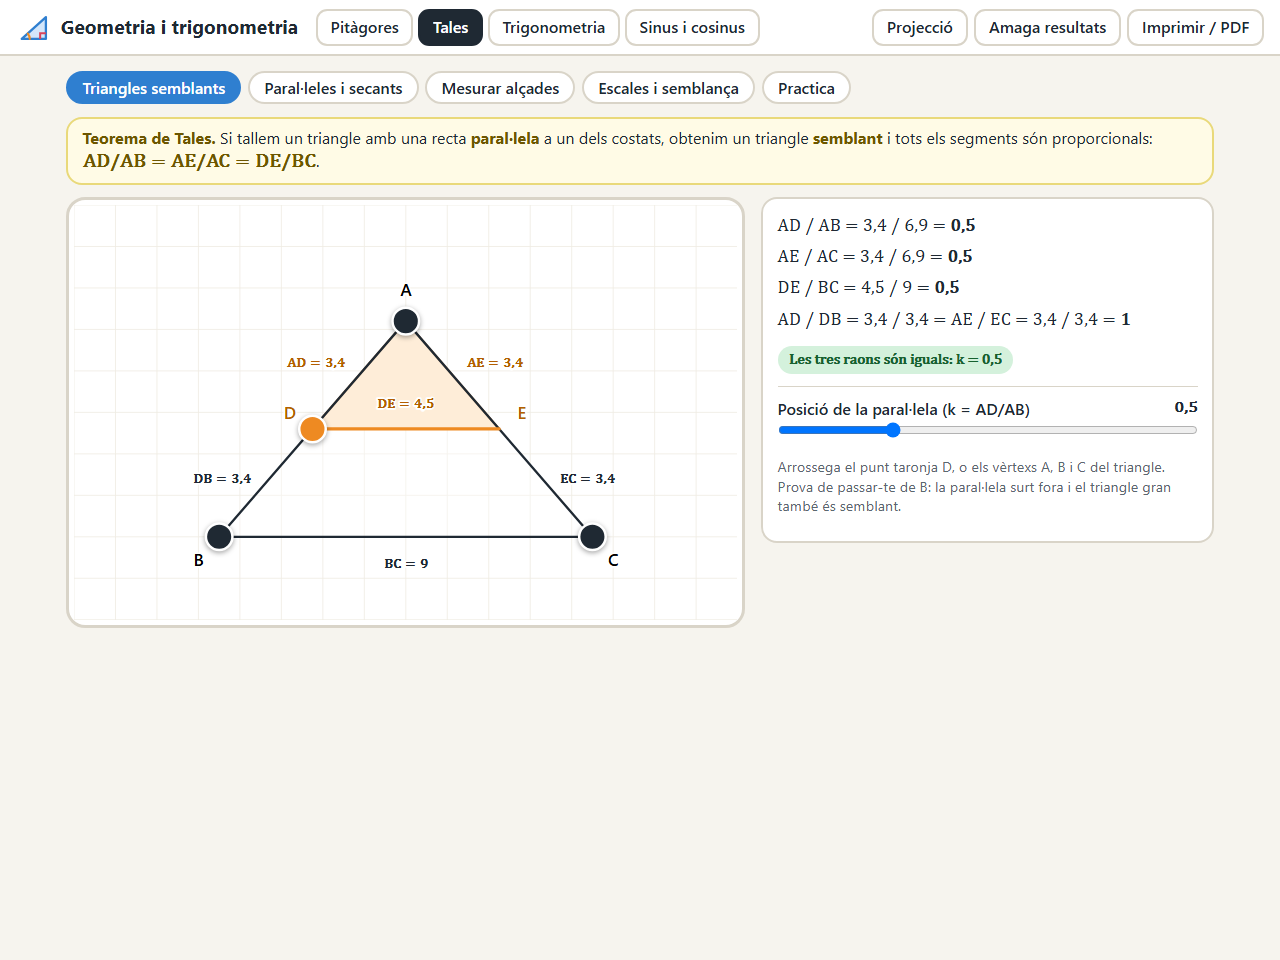 Geometria i trigonometria
Pitàgores
Tales
Trigonometria
Sinus i cosinus
Projecció
Amaga resultats
Imprimir / PDF
Triangles semblants
Paral·leles i secants
Mesurar alçades
Escales i semblança
Practica
Teorema de Tales. Si tallem un triangle amb una recta paral·lela a un dels costats, obtenim un triangle semblant i tots els segments són proporcionals:
AD/AB = AE/AC = DE/BC.
A
AD = 3,4
AE = 3,4
DE = 4,5
D
E
DB = 3,4
EC = 3,4
B
BC = 9
C
AD / AB = 3,4 / 6,9 = 0,5
AE / AC = 3,4 / 6,9 = 0,5
DE / BC = 4,5 / 9 = 0,5
AD / DB = 3,4 / 3,4 = AE / EC = 3,4 / 3,4 = 1
Les tres raons són iguals: k = 0,5
Posició de la paral·lela (k = AD/AB)
0,5
Arrossega el punt taronja D, o els vèrtexs A, B i C del triangle.
Prova de passar-te de B: la paral·lela surt fora i el triangle gran
també és semblant.